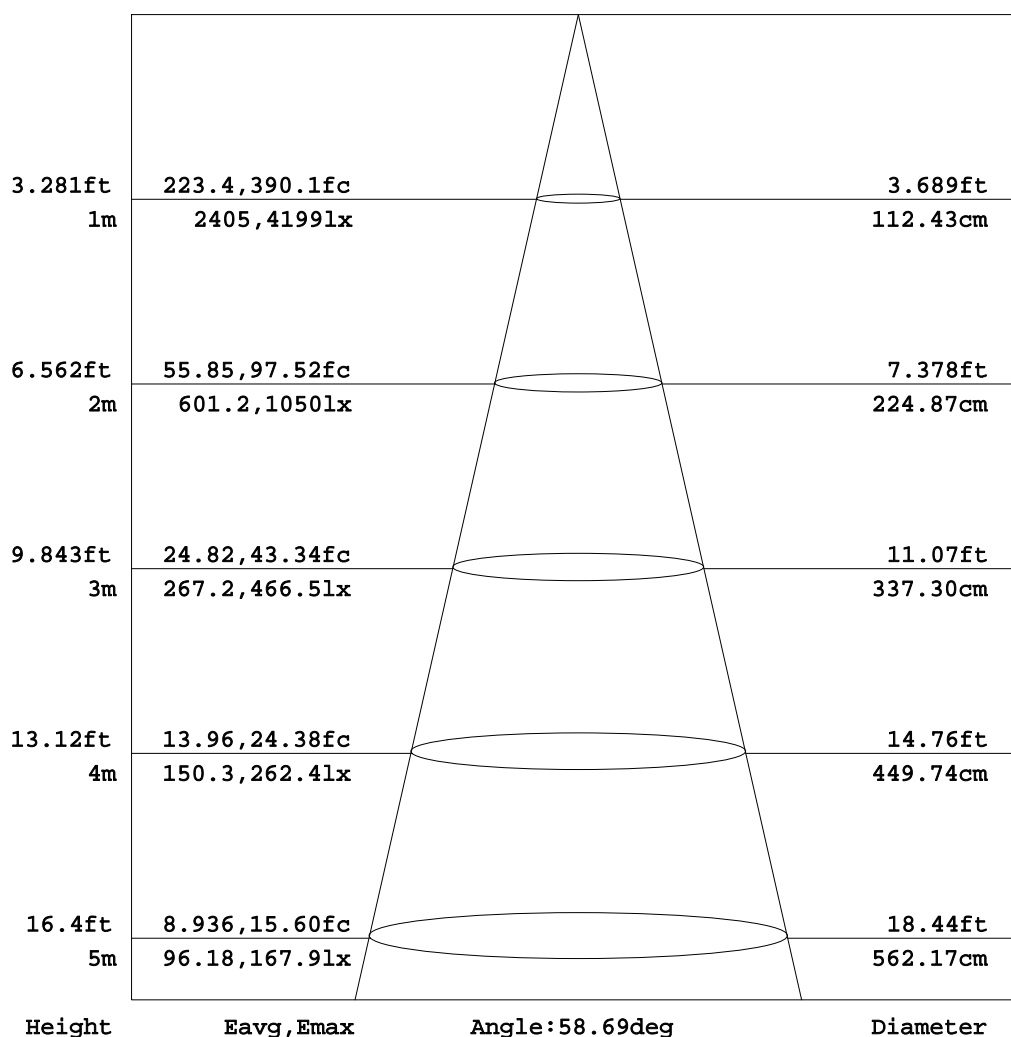 3.281ft 223.4,390.1fc 3.689ft
1m 2405,4199lx 112.43cm
6.562ft 55.85,97.52fc 7.378ft
2m 601.2,1050lx 224.87cm
9.843ft 24.82,43.34fc 11.07ft
3m 267.2,466.5lx 337.30cm
13.12ft 13.96,24.38fc 14.76ft
4m 150.3,262.4lx 449.74cm
16.4ft 8.936,15.60fc 18.44ft
5m 96.18,167.9lx 562.17cm
Height Eavg,Emax Angle:58.69deg Diameter